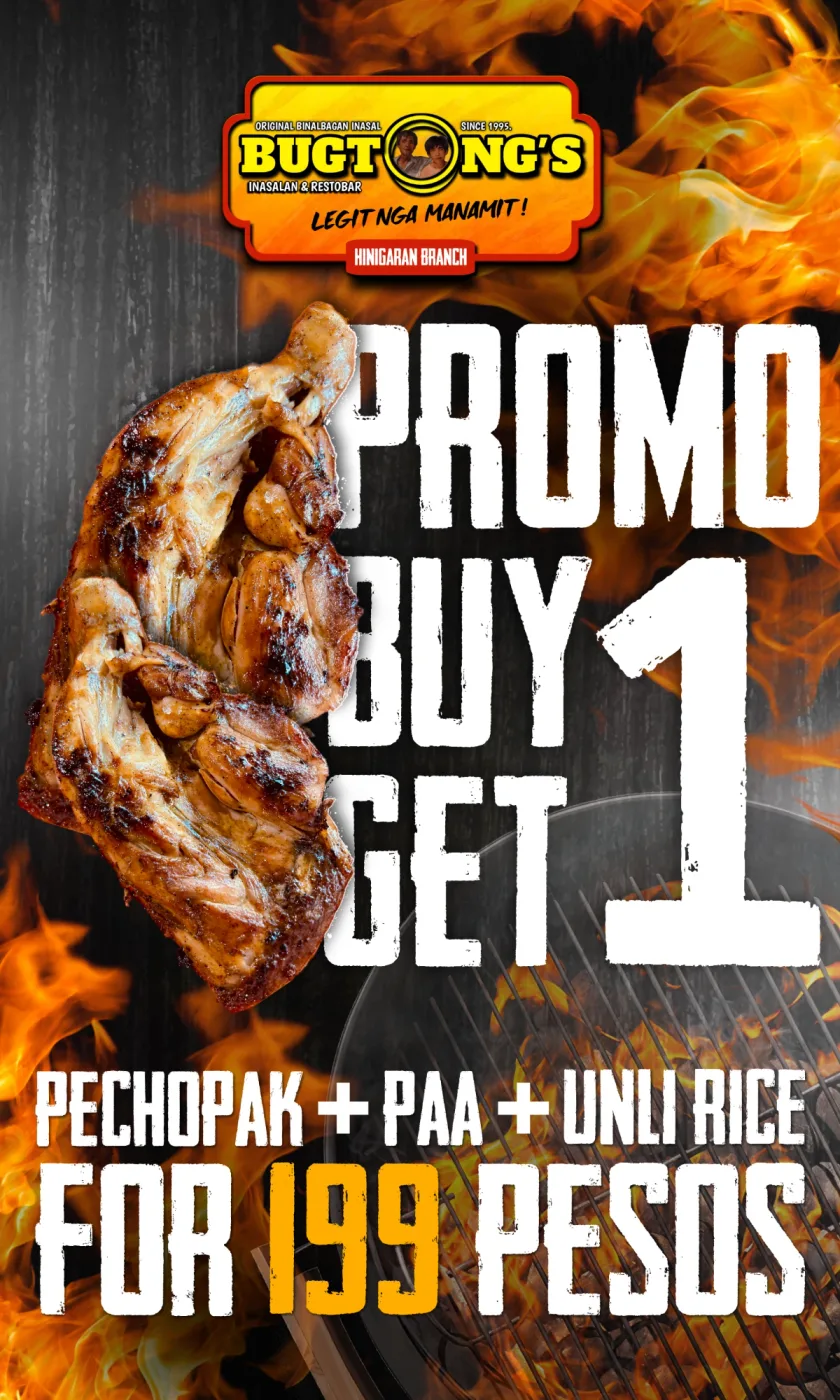 ORIGINAL BINALBAGAN INASAL SINCE 1995.
BUGTONG'S
INASALAN & RESTOBAR
LEGIT NGA MANAMIT!
HINIGARAN BRANCH
PROMO
BUY 1
GET
PECHOPAK + PAA + UNLI RICE
FOR 199 PESOS